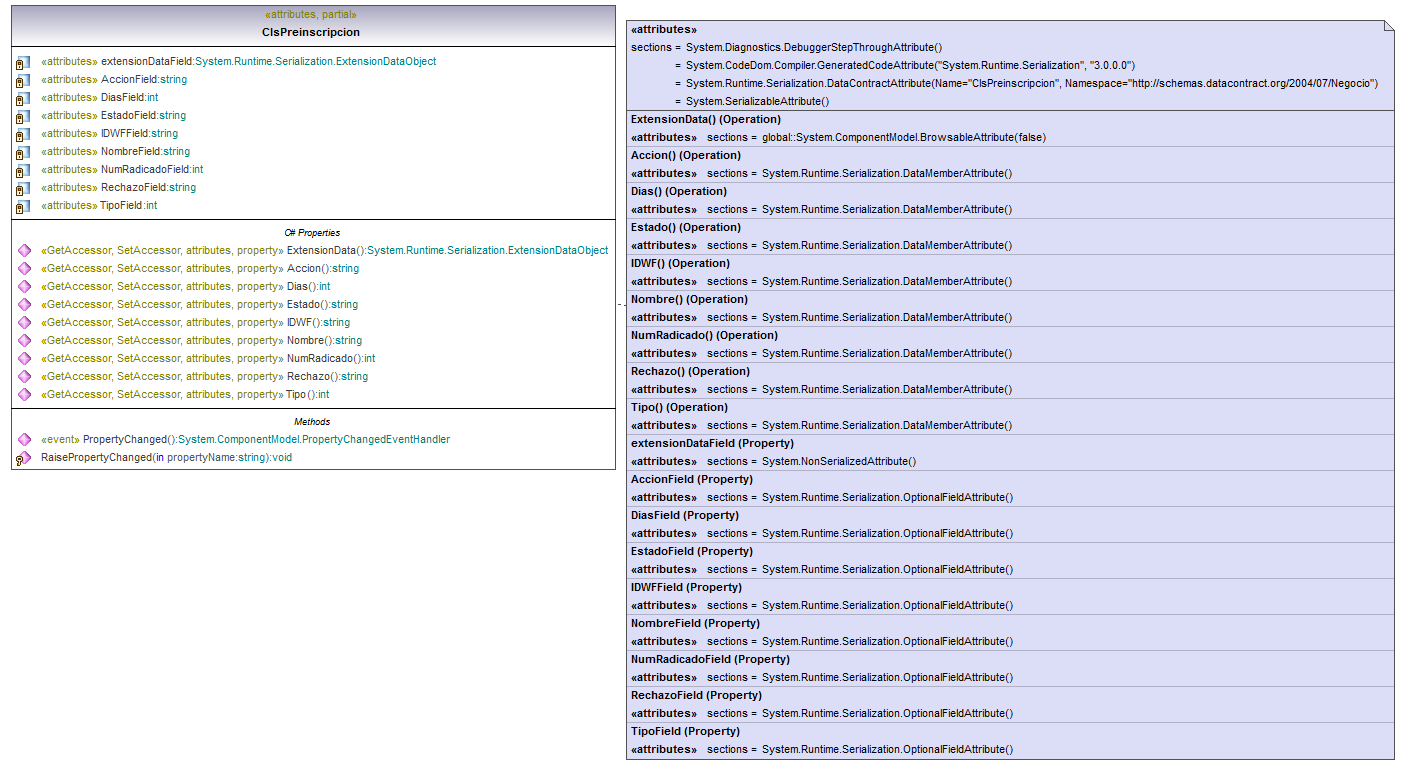 «attributes, partial»
ClsPreinscripcion
«attributes» extensionDataField:System.Runtime.Serialization.ExtensionDataObject
«attributes» AccionField:string
«attributes» DiasField:int
«attributes» EstadoField:string
«attributes» IDWFField:string
«attributes» NombreField:string
«attributes» NumRadicadoField:int
«attributes» RechazoField:string
«attributes» TipoField:int
C# Properties
«GetAccessor, SetAccessor, attributes, property» ExtensionData():System.Runtime.Serialization.ExtensionDataObject
«GetAccessor, SetAccessor, attributes, property» Accion():string
«GetAccessor, SetAccessor, attributes, property» Dias():int
«GetAccessor, SetAccessor, attributes, property» Estado():string
«GetAccessor, SetAccessor, attributes, property» IDWF():string
«GetAccessor, SetAccessor, attributes, property» Nombre():string
«GetAccessor, SetAccessor, attributes, property» NumRadicado():int
«GetAccessor, SetAccessor, attributes, property» Rechazo():string
«GetAccessor, SetAccessor, attributes, property» Tipo():int
Methods
«event» PropertyChanged():System.ComponentModel.PropertyChangedEventHandler
RaisePropertyChanged(in propertyName:string):void
«attributes»
sections = System.Diagnostics.DebuggerStepThroughAttribute()
= System.CodeDom.Compiler.GeneratedCodeAttribute("System.Runtime.Serialization", "3.0.0.0")
= System.Runtime.Serialization.DataContractAttribute(Name="ClsPreinscripcion", Namespace="http://schemas.datacontract.org/2004/07/Negocio")
= System.SerializableAttribute()
ExtensionData() (Operation)
«attributes» sections = global::System.ComponentModel.BrowsableAttribute(false)
Accion() (Operation)
«attributes» sections = System.Runtime.Serialization.DataMemberAttribute()
Dias() (Operation)
«attributes» sections = System.Runtime.Serialization.DataMemberAttribute()
Estado() (Operation)
«attributes» sections = System.Runtime.Serialization.DataMemberAttribute()
IDWF() (Operation)
«attributes» sections = System.Runtime.Serialization.DataMemberAttribute()
Nombre() (Operation)
«attributes» sections = System.Runtime.Serialization.DataMemberAttribute()
NumRadicado() (Operation)
«attributes» sections = System.Runtime.Serialization.DataMemberAttribute()
Rechazo() (Operation)
«attributes» sections = System.Runtime.Serialization.DataMemberAttribute()
Tipo() (Operation)
«attributes» sections = System.Runtime.Serialization.DataMemberAttribute()
extensionDataField (Property)
«attributes» sections = System.NonSerializedAttribute()
AccionField (Property)
«attributes» sections = System.Runtime.Serialization.OptionalFieldAttribute()
DiasField (Property)
«attributes» sections = System.Runtime.Serialization.OptionalFieldAttribute()
EstadoField (Property)
«attributes» sections = System.Runtime.Serialization.OptionalFieldAttribute()
IDWFField (Property)
«attributes» sections = System.Runtime.Serialization.OptionalFieldAttribute()
NombreField (Property)
«attributes» sections = System.Runtime.Serialization.OptionalFieldAttribute()
NumRadicadoField (Property)
«attributes» sections = System.Runtime.Serialization.OptionalFieldAttribute()
RechazoField (Property)
«attributes» sections = System.Runtime.Serialization.OptionalFieldAttribute()
TipoField (Property)
«attributes» sections = System.Runtime.Serialization.OptionalFieldAttribute()